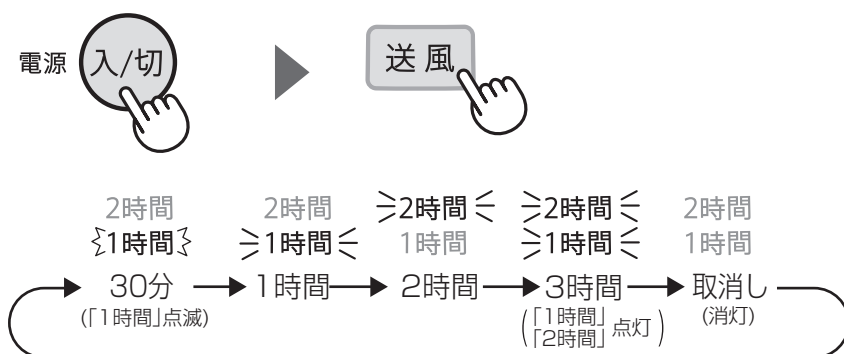 電源 入/切 送風
2時間 2時間 2時間 2時間 2時間
1時間 1時間 1時間 1時間 1時間
30分 1時間 2時間 3時間 取消し
(「1時間」点滅) (「1時間」「2時間」点灯) (消灯)